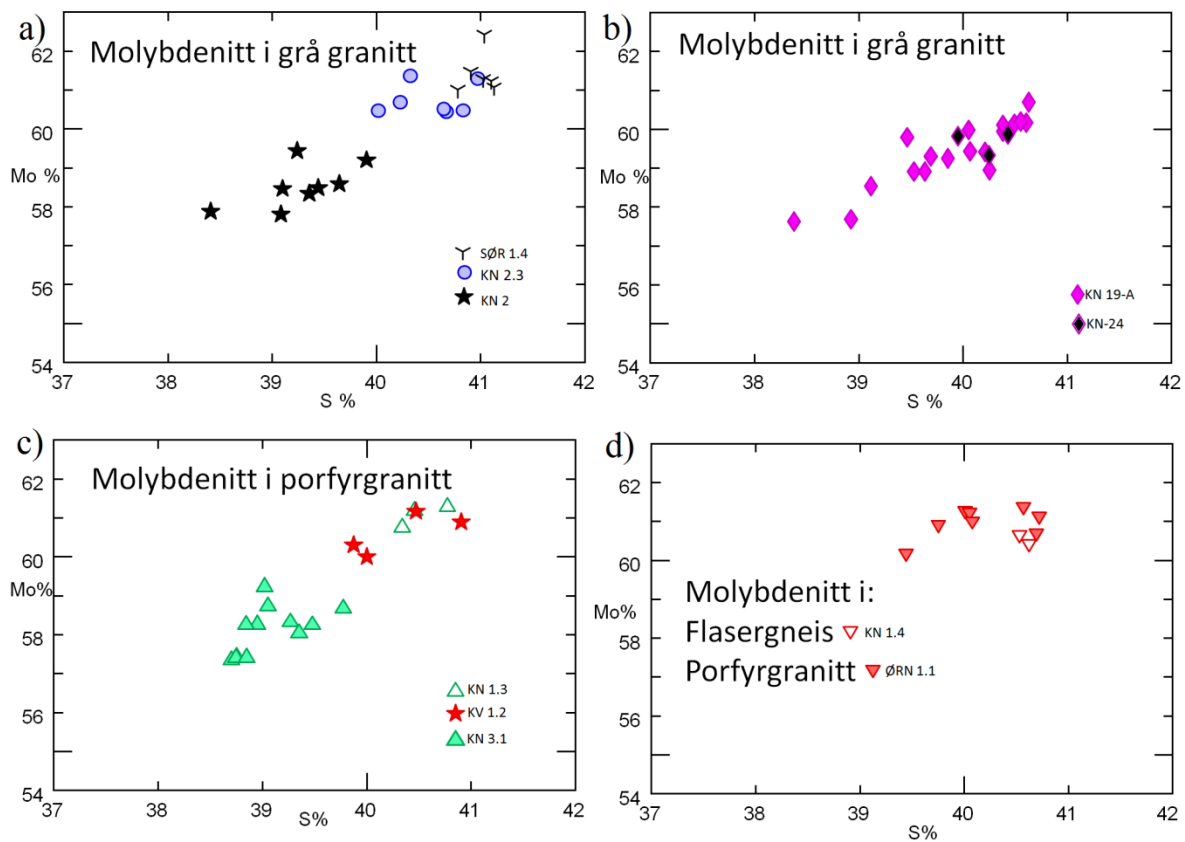 a)
Molybdenitt i grå granitt
62
60
Mo %
58
56
54
SØR 1.4
KN 2.3
KN 2
37 38 39 40 41 42
S %
b)
Molybdenitt i grå granitt
62
60
Mo %
58
56
54
KN 19-A
KN-24
37 38 39 40 41 42
S %
c)
Molybdenitt i porfyrgranitt
62
60
Mo%
58
56
54
KN 1.3
KV 1.2
KN 3.1
37 38 39 40 41 42
S%
d)
62
60
Mo%
58
56
54
Molybdenitt i:
Flasergneis KN 1.4
Porfyrgranitt ØRN 1.1
37 38 39 40 41 42
S%